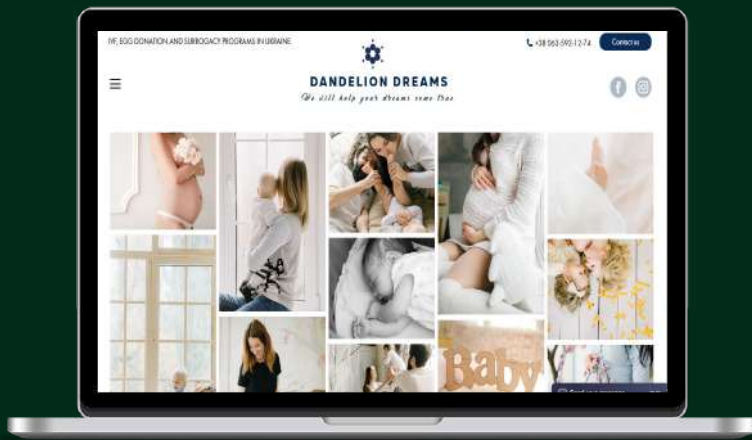 IVF, EGG DONATION AND SURROGACY PROGRAMS IN UKRAINE
+38 063-592-12-74
Contact us
DANDELION DREAMS
We will help your dreams come true
Baby